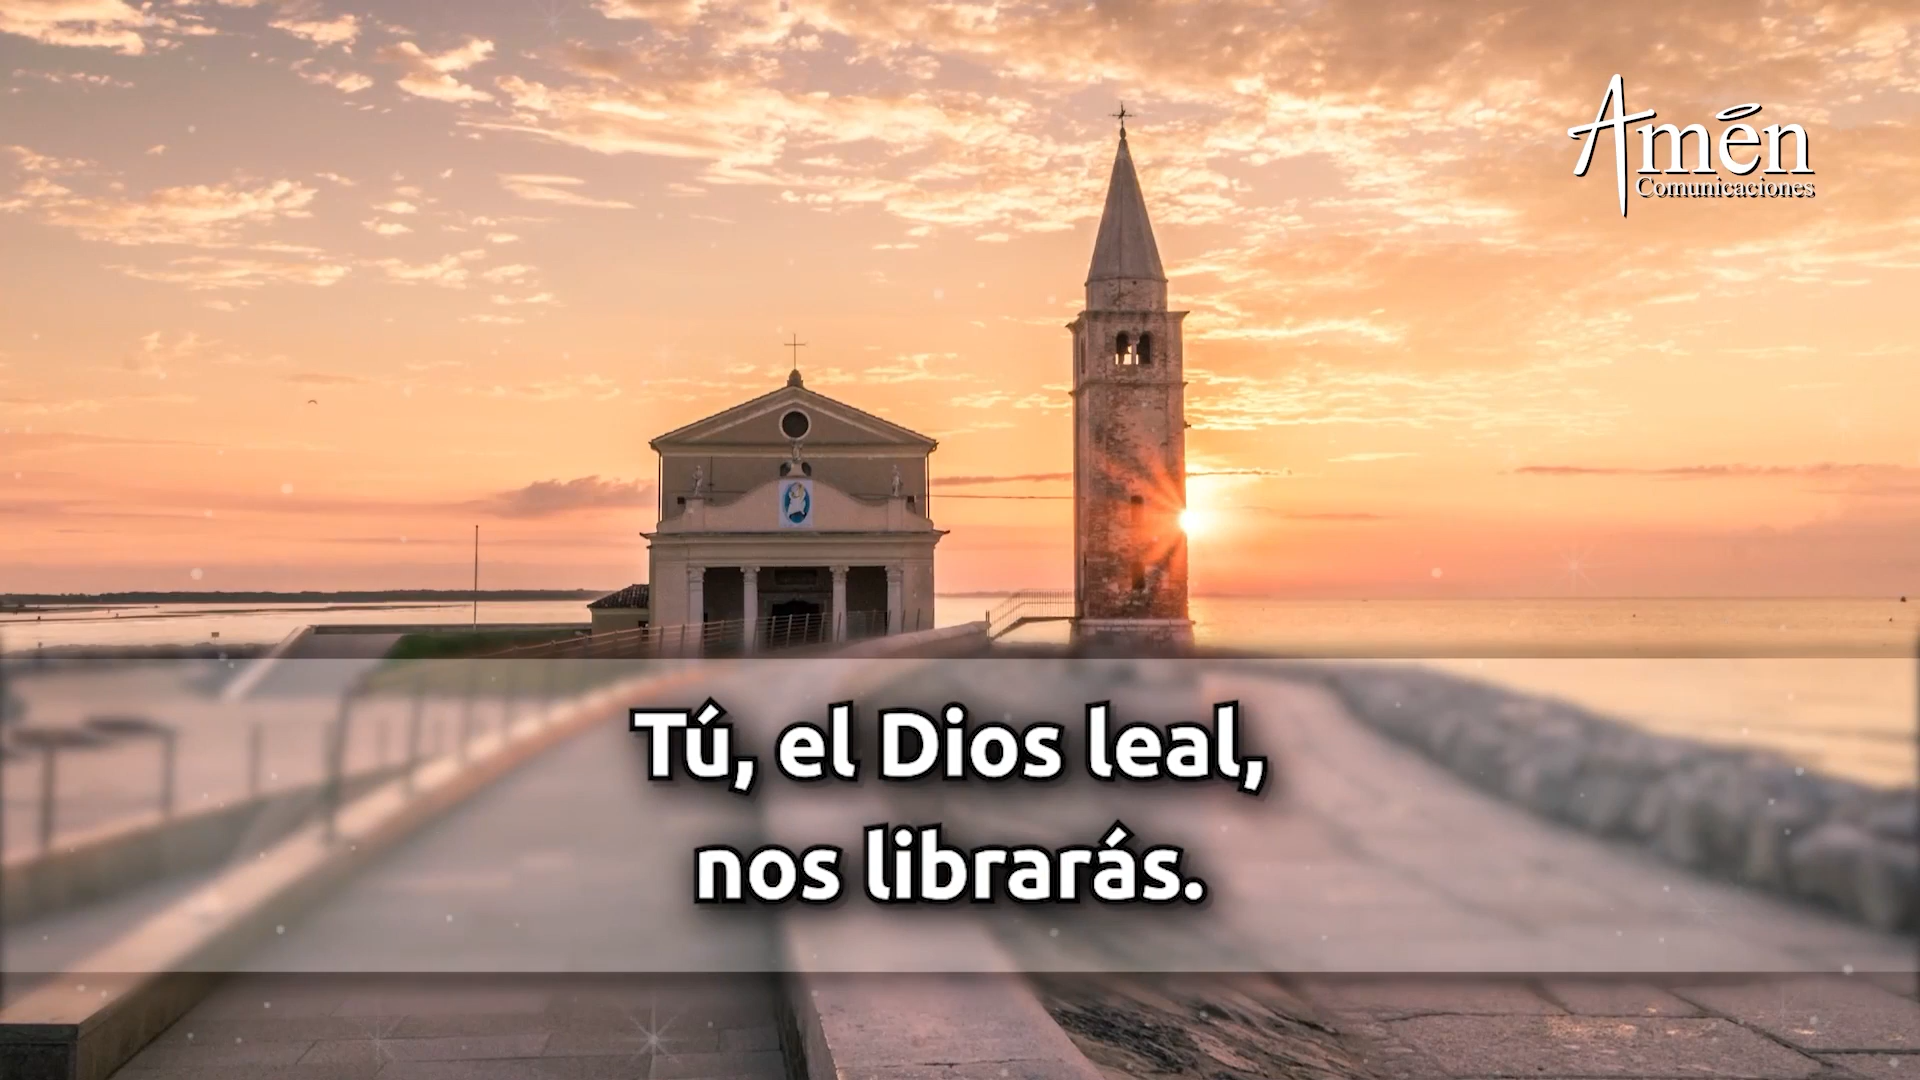 Amén
Comunicaciones
Tú, el Dios leal,
nos librarás.